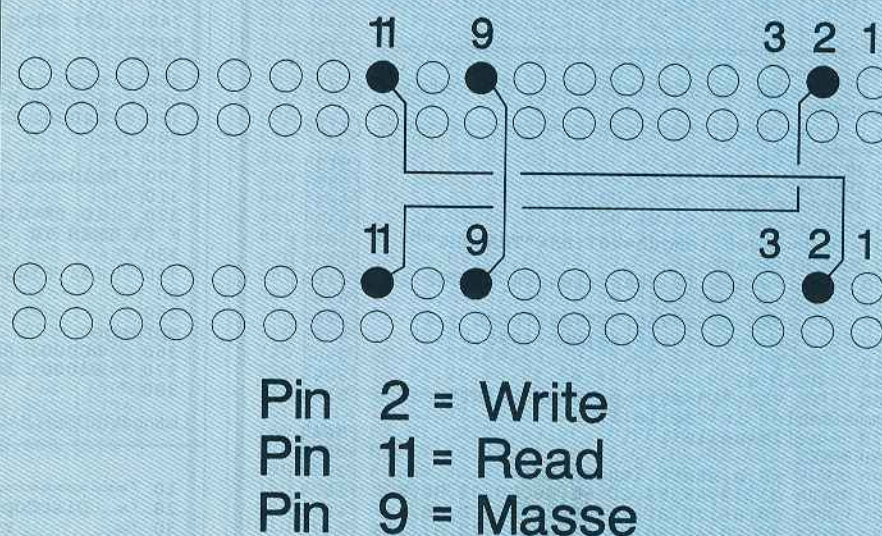 11 9 3 2 1
11 9 3 2 1
Pin 2 = Write
Pin 11 = Read
Pin 9 = Masse